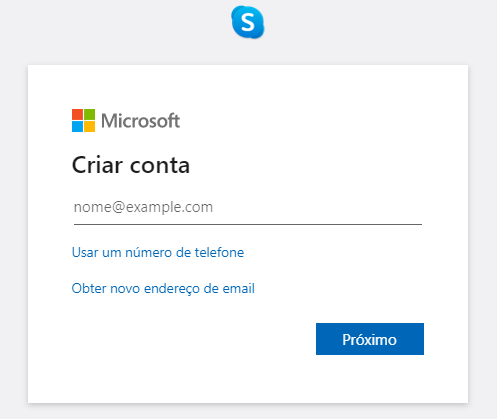 S
Microsoft
Criar conta
nome@example.com
Usar um número de telefone
Obter novo endereço de email
Próximo